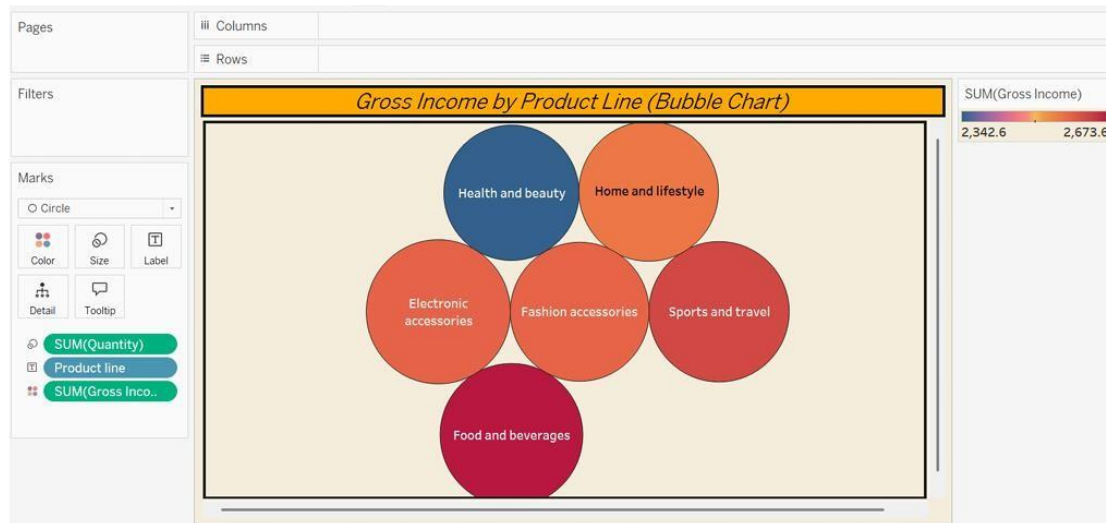 Pages
Columns
Rows
Filters
Marks
Circle
Color
Size
Label
Detail
Tooltip
SUM(Quantity)
Product line
SUM(Gross Inco..
Gross Income by Product Line (Bubble Chart)
Health and beauty
Home and lifestyle
Electronic
accessories
Fashion accessories
Sports and travel
Food and beverages
SUM(Gross Income)
2,342.6
2,673.6